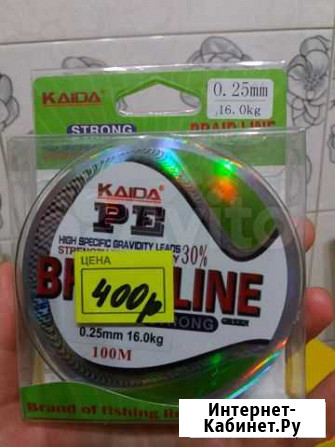 KAIDA
0.25mm
16.0kg
STRONG
BRAID LINE
KAIDA
PE
HIGH SPECIFIC GRAVIDITY LEADS
30%
ЦЕНА
400р
LINE
STRONG
0.25mm 16.0kg
100M
Brand of fishing
Интернет-
Кабинет.Ру